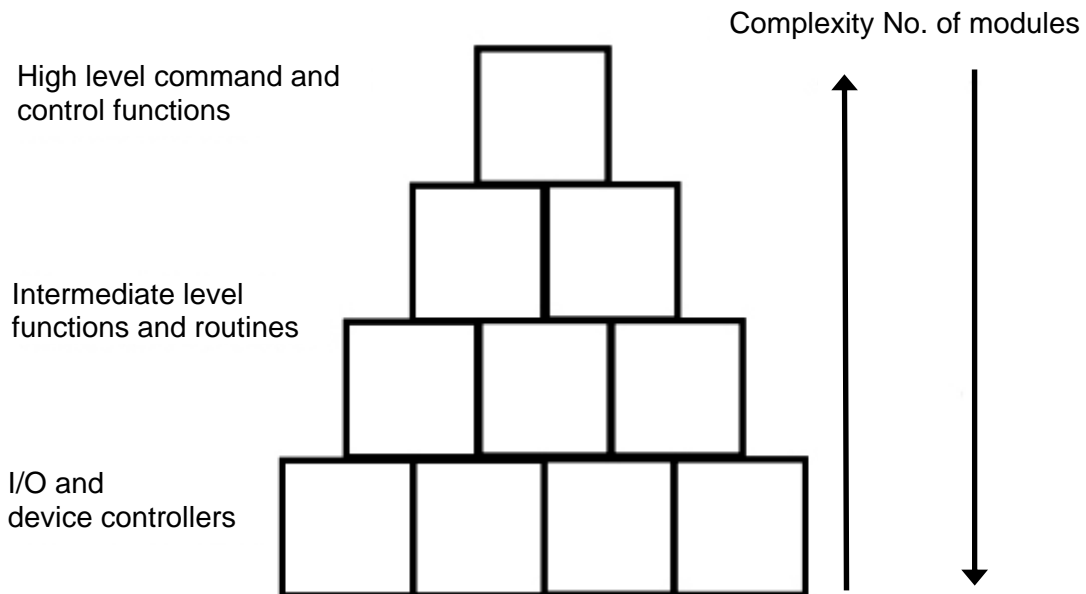 Complexity No. of modules
High level command and
control functions
Intermediate level
functions and routines
I/O and
device controllers